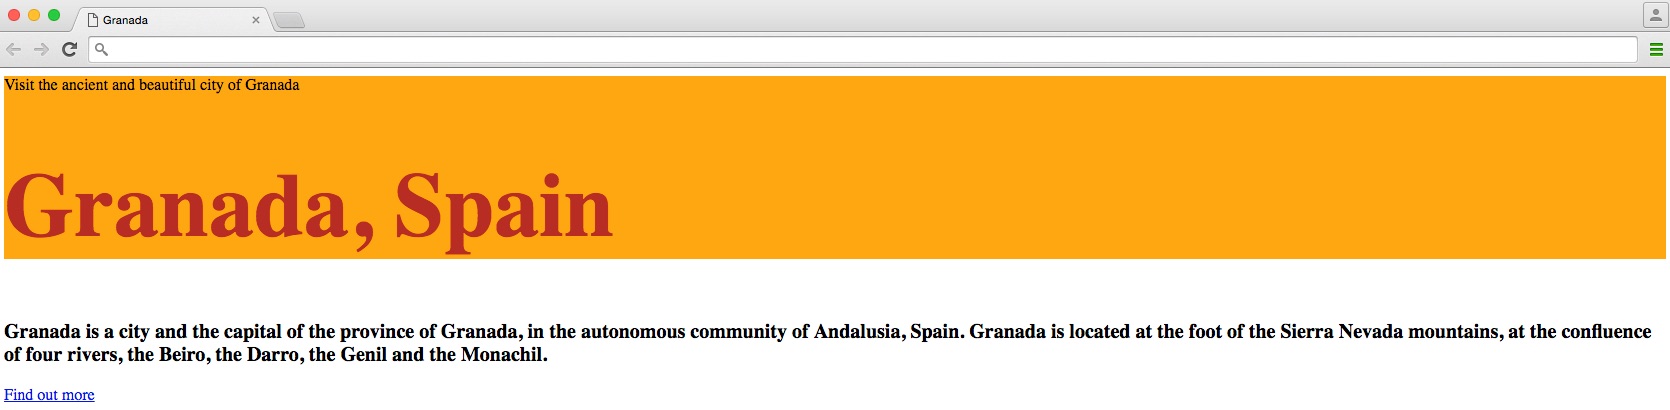 Granada
Visit the ancient and beautiful city of Granada
Granada, Spain
Granada is a city and the capital of the province of Granada, in the autonomous community of Andalusia, Spain. Granada is located at the foot of the Sierra Nevada mountains, at the confluence
of four rivers, the Beiro, the Darro, the Genil and the Monachil.
Find out more